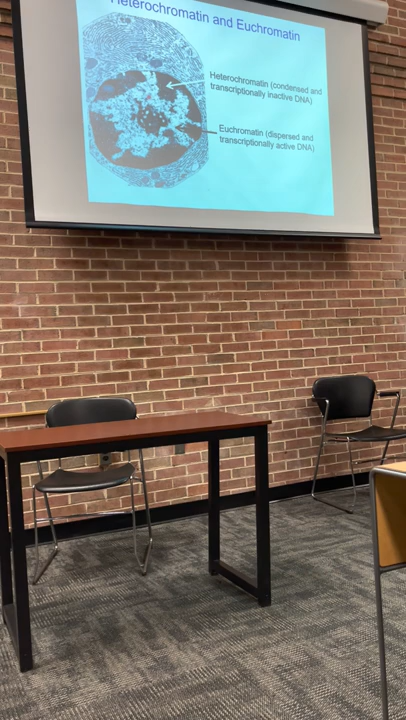 Heterochromatin and Euchromatin
Heterochromatin (condensed and
transcriptionally inactive DNA)
Euchromatin (dispersed and
transcriptionally active DNA)